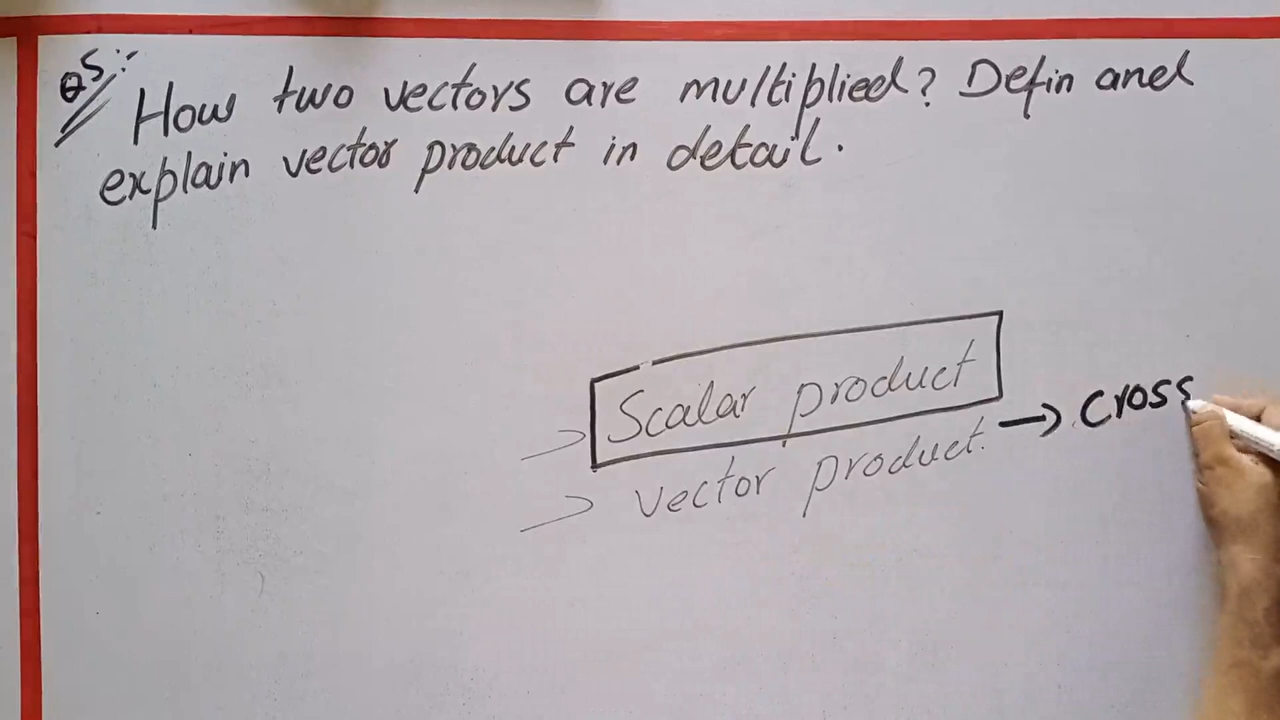 Q5:-
How two vectors are multiplied? Defin and
explain vector product in detail.
Scalar product
vector product. → cross